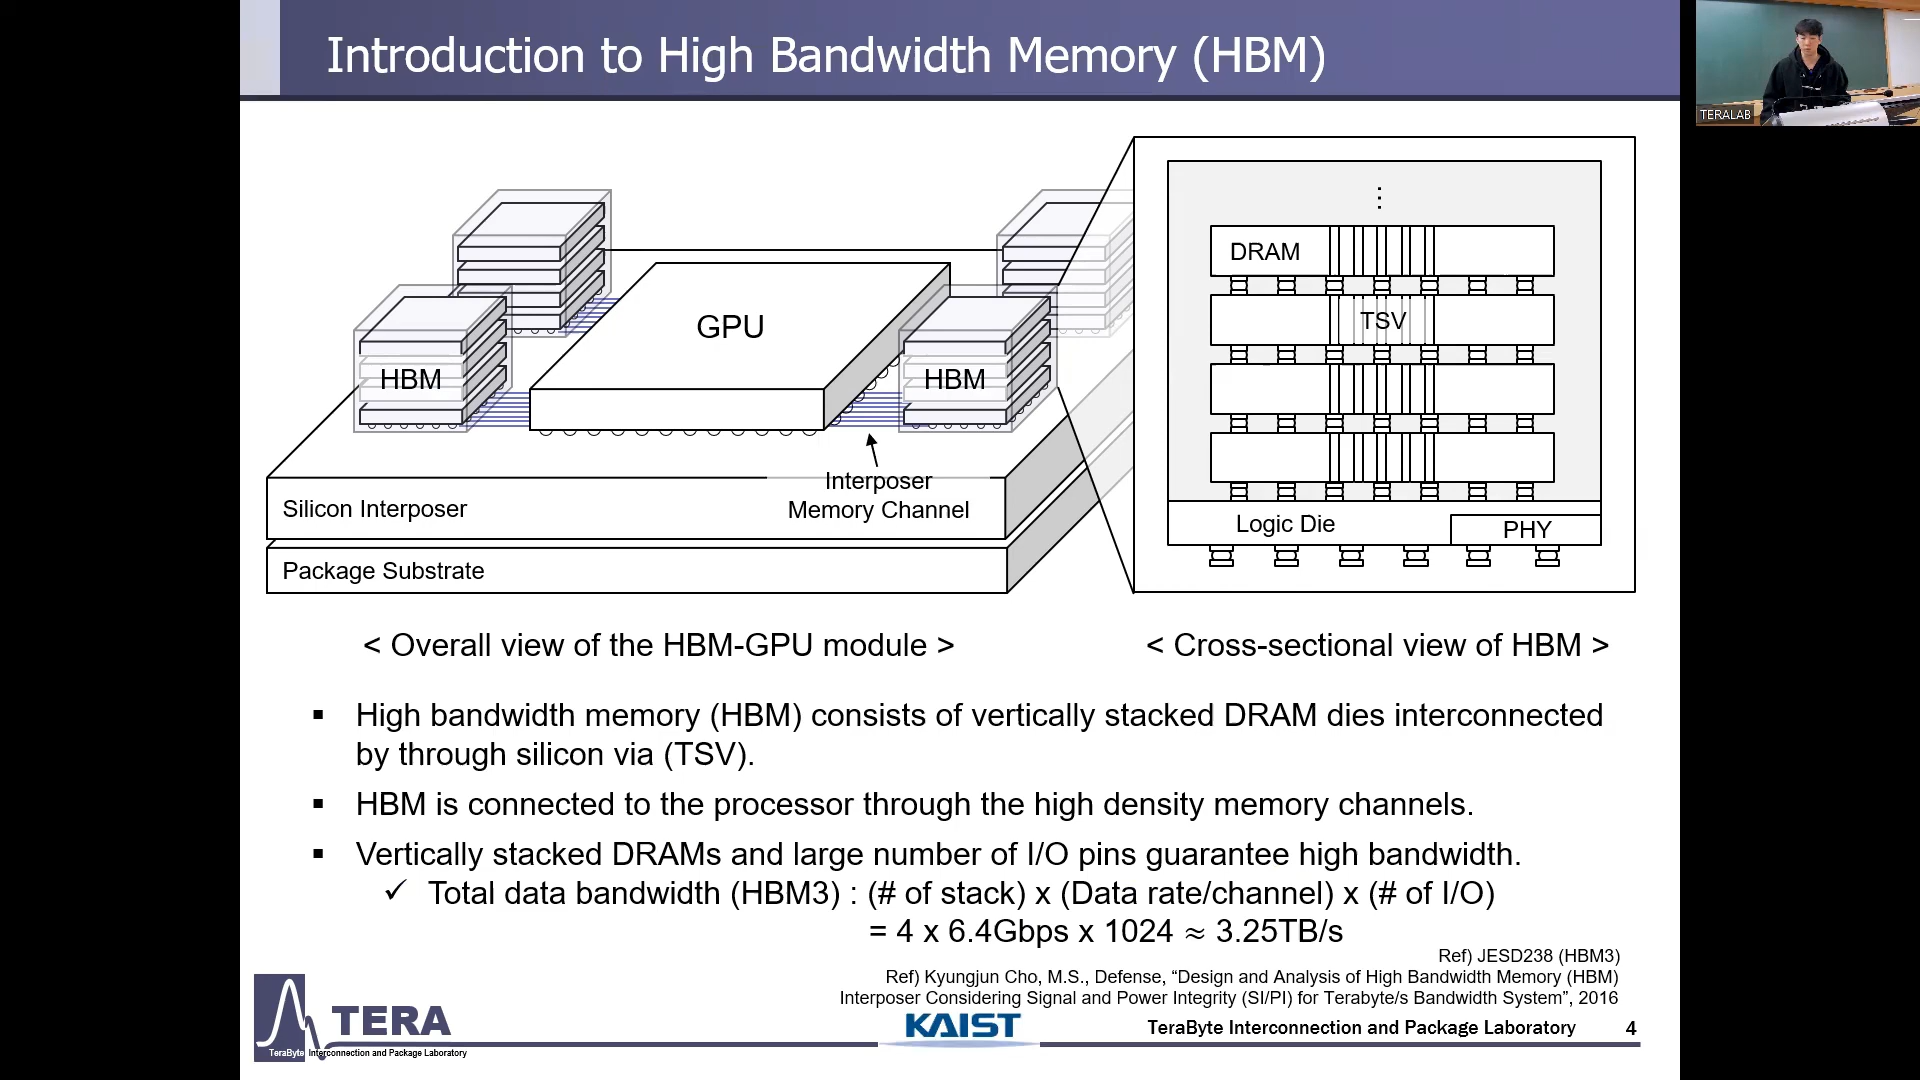 Introduction to High Bandwidth Memory (HBM)
TERALAB
DRAM
TSV
GPU
HBM
HBM
Interposer
Memory Channel
Silicon Interposer
Package Substrate
Logic Die
PHY
< Overall view of the HBM-GPU module >
< Cross-sectional view of HBM >
▪ High bandwidth memory (HBM) consists of vertically stacked DRAM dies interconnected
by through silicon via (TSV).
▪ HBM is connected to the processor through the high density memory channels.
▪ Vertically stacked DRAMs and large number of I/O pins guarantee high bandwidth.
✓ Total data bandwidth (HBM3) : (# of stack) x (Data rate/channel) x (# of I/O)
= 4 x 6.4Gbps x 1024 ≈ 3.25TB/s
Ref) JESD238 (HBM3)
Ref) Kyungjun Cho, M.S., Defense, “Design and Analysis of High Bandwidth Memory (HBM)
Interposer Considering Signal and Power Integrity (SI/PI) for Terabyte/s Bandwidth System”, 2016
TERA
TeraByte Interconnection and Package Laboratory
KAIST
TeraByte Interconnection and Package Laboratory
4